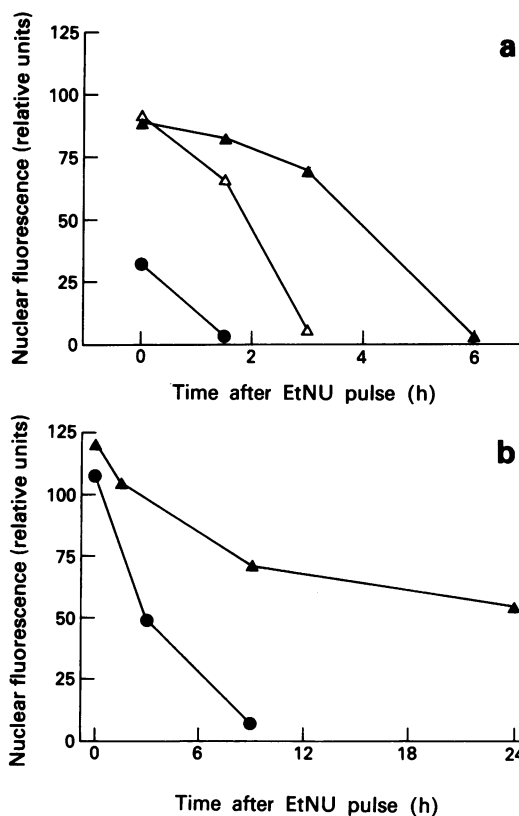 a
Nuclear fluorescence (relative units)
125
100
75
50
25
0
0 2 4 6
Time after EtNU pulse (h)
b
Nuclear fluorescence (relative units)
125
100
75
50
25
0
0 6 12 18 24
Time after EtNU pulse (h)